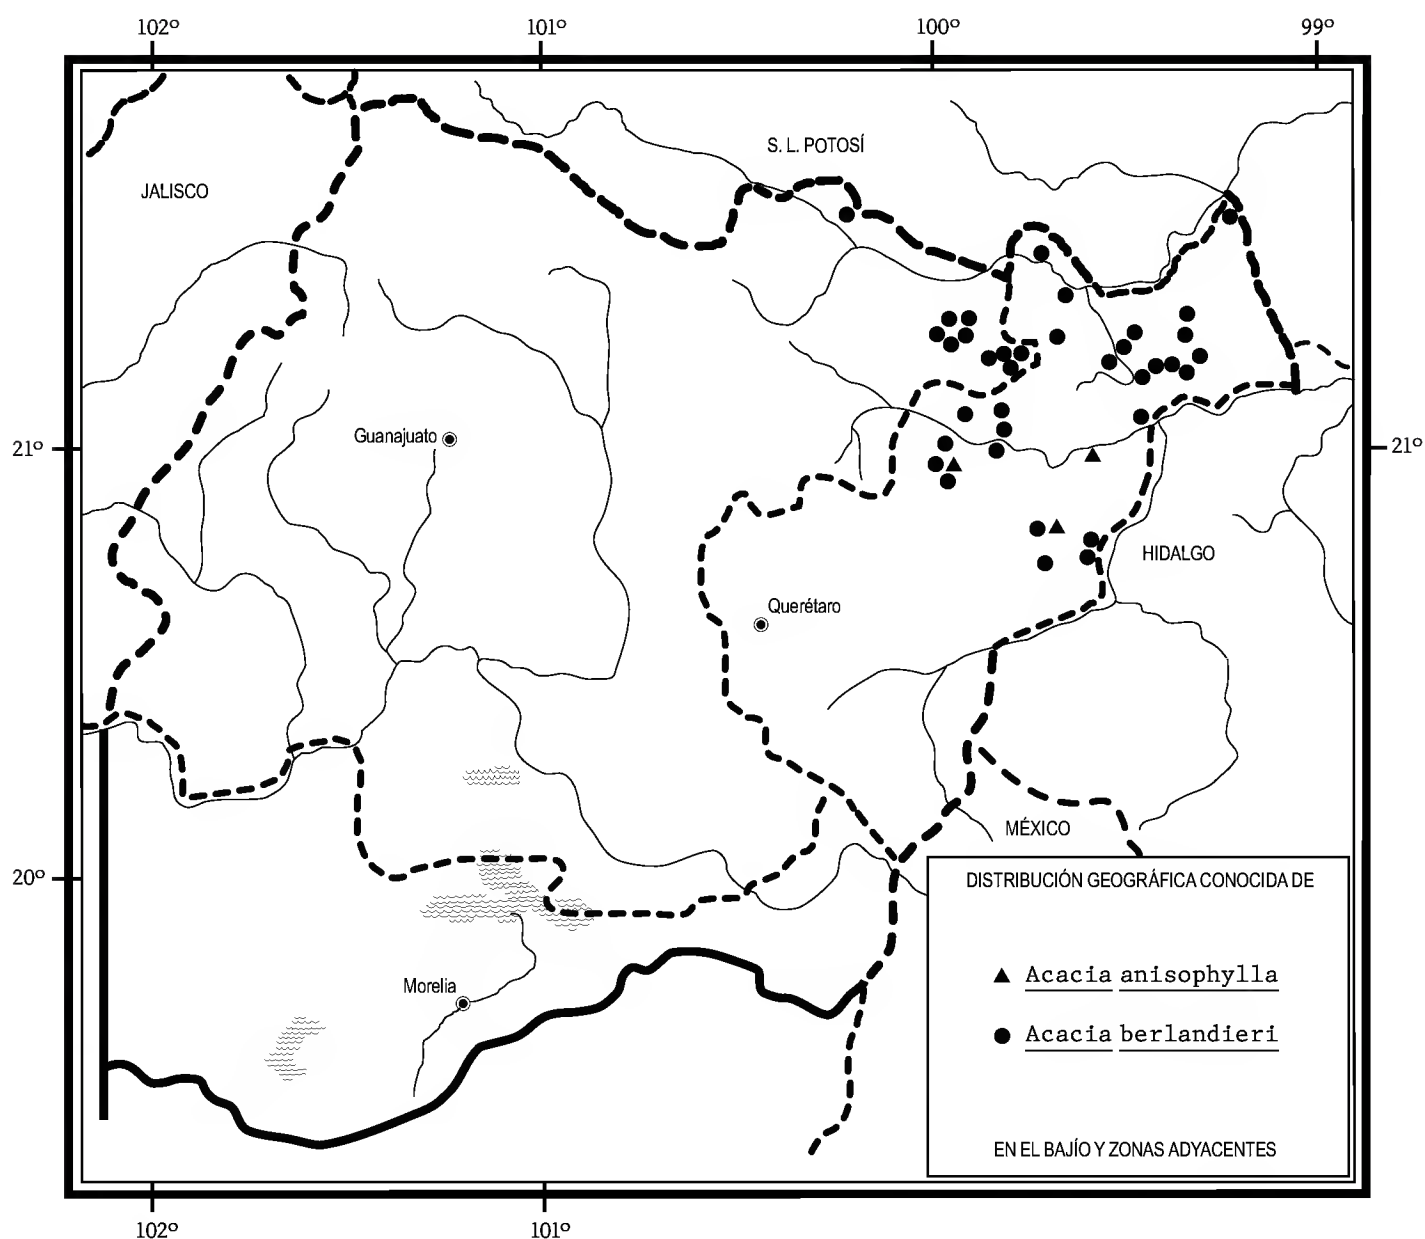 102º
101º
100º
99º
S. L. POTOSÍ
JALISCO
Guanajuato
21º
21º
HIDALGO
Querétaro
MÉXICO
20º
DISTRIBUCIÓN GEOGRÁFICA CONOCIDA DE
Acacia anisophylla
Morelia
Acacia berlandieri
EN EL BAJÍO Y ZONAS ADYACENTES
102º
101º